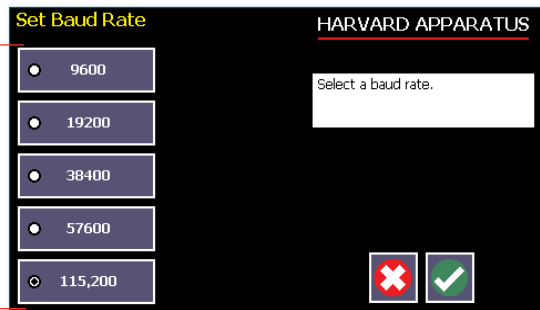 Set Baud Rate
HARVARD APPARATUS
9600
19200
38400
57600
115,200
Select a baud rate.